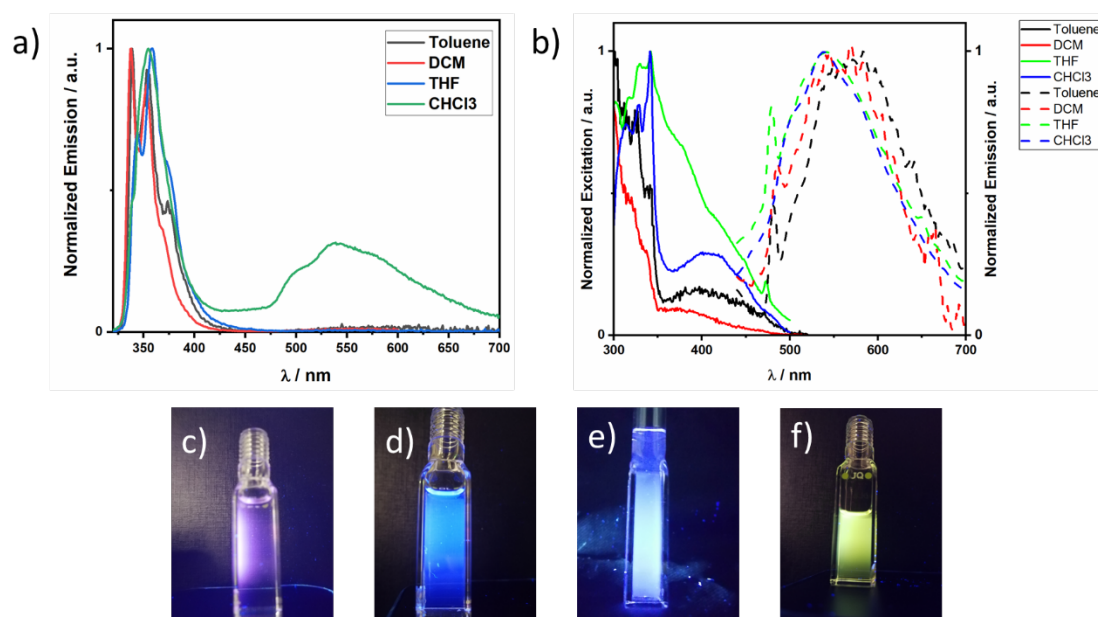 a)
Normalized Emission / a.u.
1
0
350
400
450
500
550
600
650
700
λ / nm
Toluene
DCM
THF
CHCl3
b)
Normalized Excitation / a.u.
1
0
300
400
500
600
700
λ / nm
1
0
Normalized Emission / a.u.
Toluene
DCM
THF
CHCl3
Toluene
DCM
THF
CHCl3
c)
d)
e)
f)
JQ